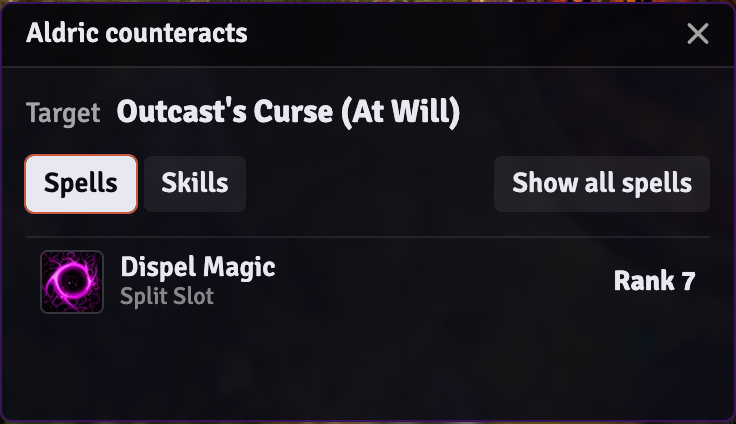 Aldric counteracts
Target Outcast's Curse (At Will)
Spells Skills Show all spells
Dispel Magic
Split Slot
Rank 7